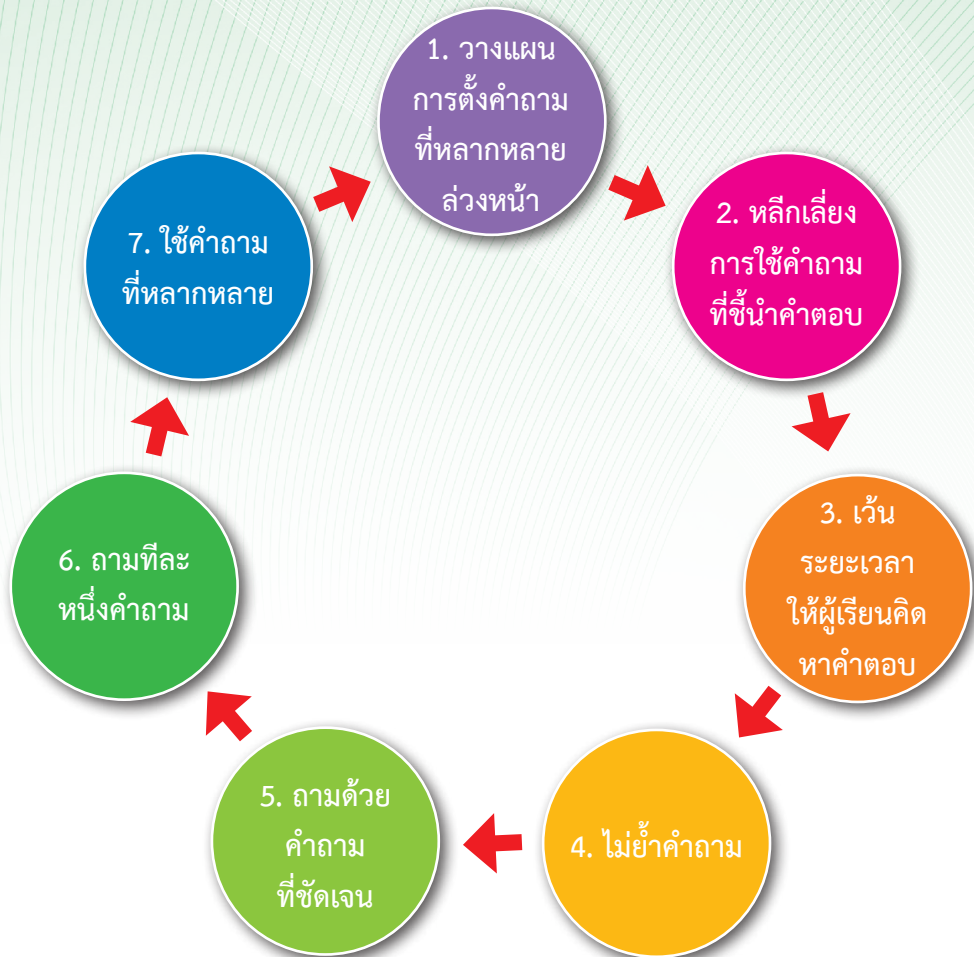 1. วางแผน
การตั้งคำถาม
ที่หลากหลาย
ล่วงหน้า
2. หลีกเลี่ยง
การใช้คำถาม
ที่ชี้นำคำตอบ
3. เว้น
ระยะเวลา
ให้ผู้เรียนคิด
หาคำตอบ
4. ไม่ย้ำคำถาม
5. ถามด้วย
คำถาม
ที่ชัดเจน
6. ถามทีละ
หนึ่งคำถาม
7. ใช้คำถาม
ที่หลากหลาย